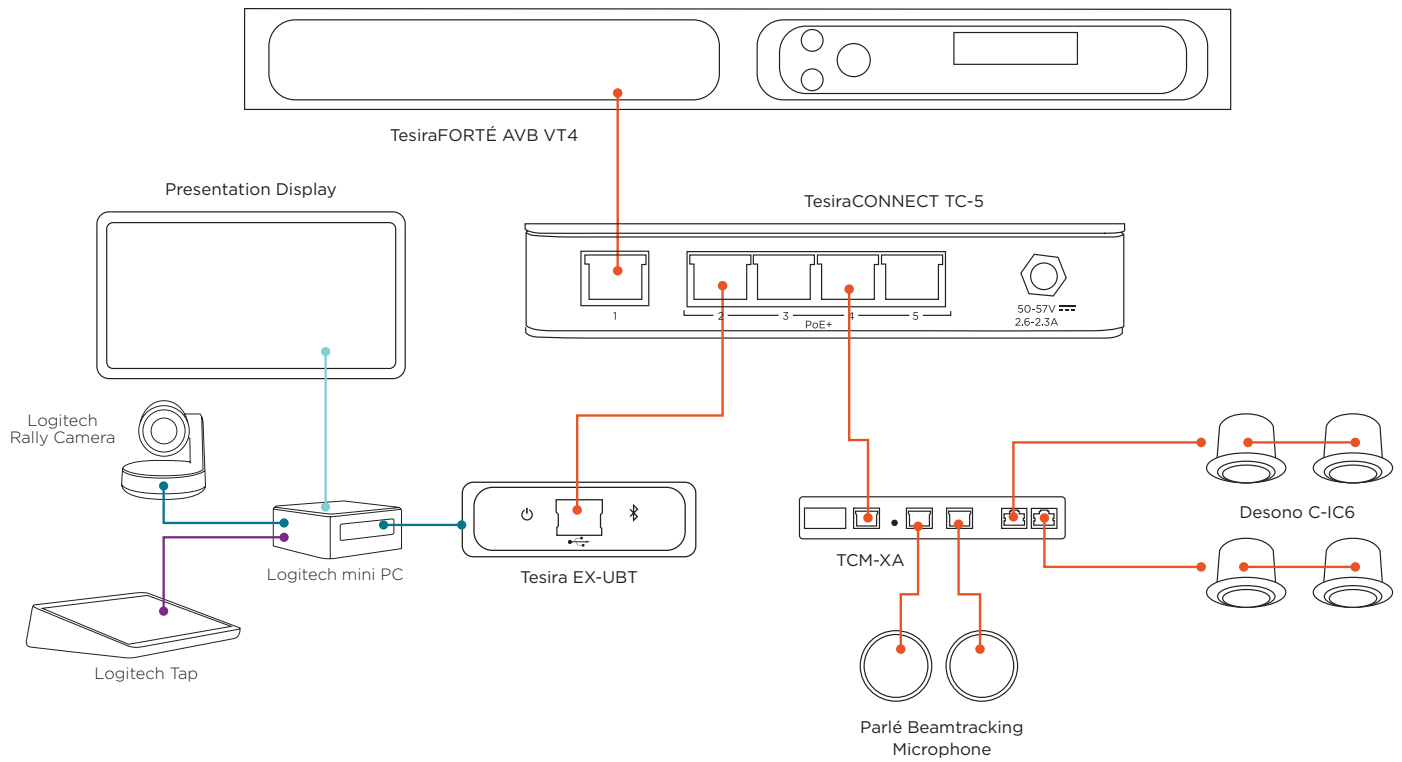 TesiraFORTÉ AVB VT4
Presentation Display
TesiraCONNECT TC-5
1
2
3
4
5
PoE+
50-57V
2.6-2.3A
Logitech
Rally Camera
Logitech mini PC
Tesira EX-UBT
TCM-XA
Desono C-IC6
Logitech Tap
Parlé Beamtracking
Microphone